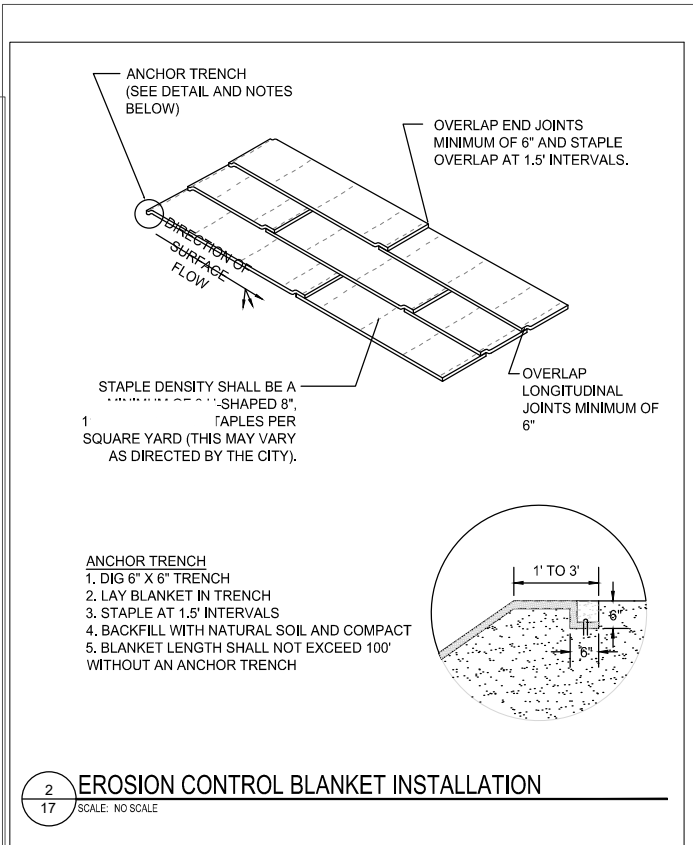 ANCHOR TRENCH
(SEE DETAIL AND NOTES
BELOW)
OVERLAP END JOINTS
MINIMUM OF 6" AND STAPLE
OVERLAP AT 1.5' INTERVALS.
DIRECTION OF
SURFACE
FLOW
STAPLE DENSITY SHALL BE A
-SHAPED 8",
1
SQUARE YARD (THIS MAY VARY
AS DIRECTED BY THE CITY).
OVERLAP
LONGITUDINAL
JOINTS MINIMUM OF
6"
ANCHOR TRENCH
1. DIG 6" X 6" TRENCH
2. LAY BLANKET IN TRENCH
3. STAPLE AT 1.5' INTERVALS
4. BACKFILL WITH NATURAL SOIL AND COMPACT
5. BLANKET LENGTH SHALL NOT EXCEED 100'
WITHOUT AN ANCHOR TRENCH
1' TO 3'
6"
6"
2
17
EROSION CONTROL BLANKET INSTALLATION
SCALE: NO SCALE